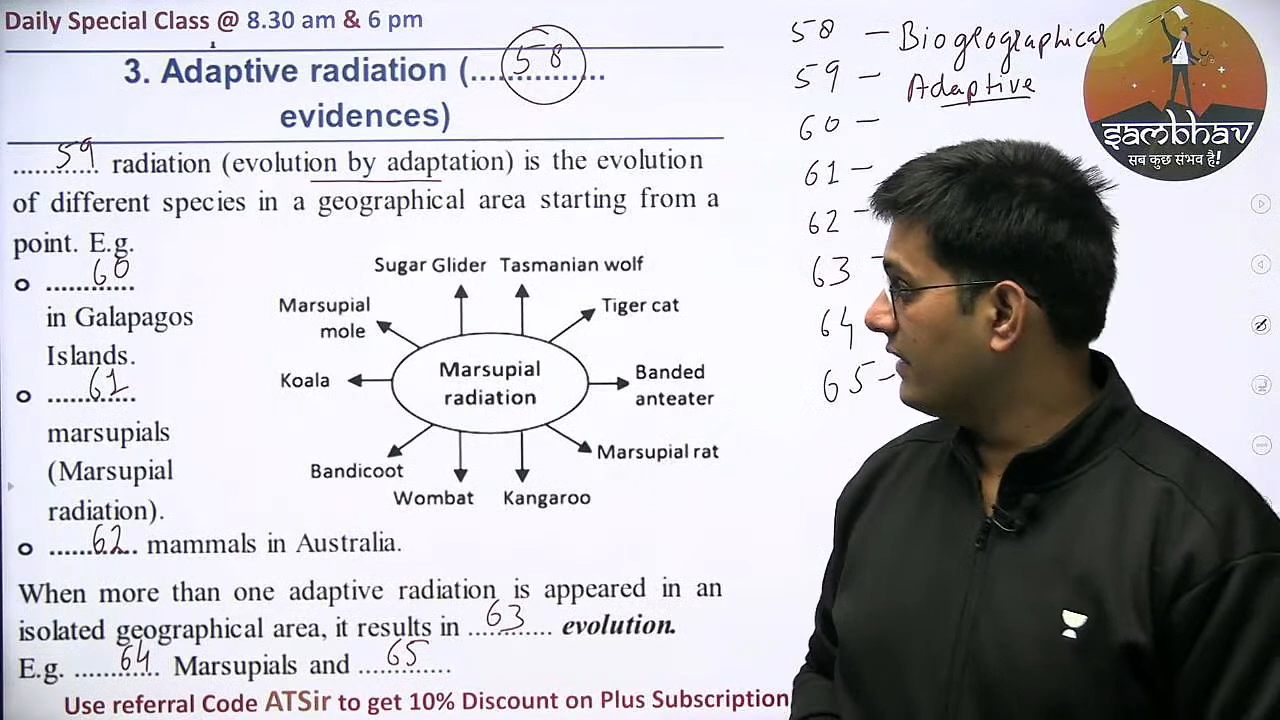 Daily Special Class @ 8.30 am & 6 pm
3. Adaptive radiation (....58............
evidences)
....59....... radiation (evolution by adaptation) is the evolution
of different species in a geographical area starting from a
point. E.g.
o .....60.......
in Galapagos
Islands.
o .....61.......
marsupials
(Marsupial
radiation).
o .....62..... mammals in Australia.
Sugar Glider
Tasmanian wolf
Marsupial
mole
Tiger cat
Koala
Marsupial
radiation
Banded
anteater
Bandicoot
Marsupial rat
Wombat
Kangaroo
When more than one adaptive radiation is appeared in an
isolated geographical area, it results in ....63...... evolution.
E.g. .....64..... Marsupials and .....65......
Use referral Code ATSir to get 10% Discount on Plus Subscription
58 – Biogeographical
59 – Adaptive
60 –
61 –
62 –
63 –
64
65 –
sambhav
सब कुछ संभव है!